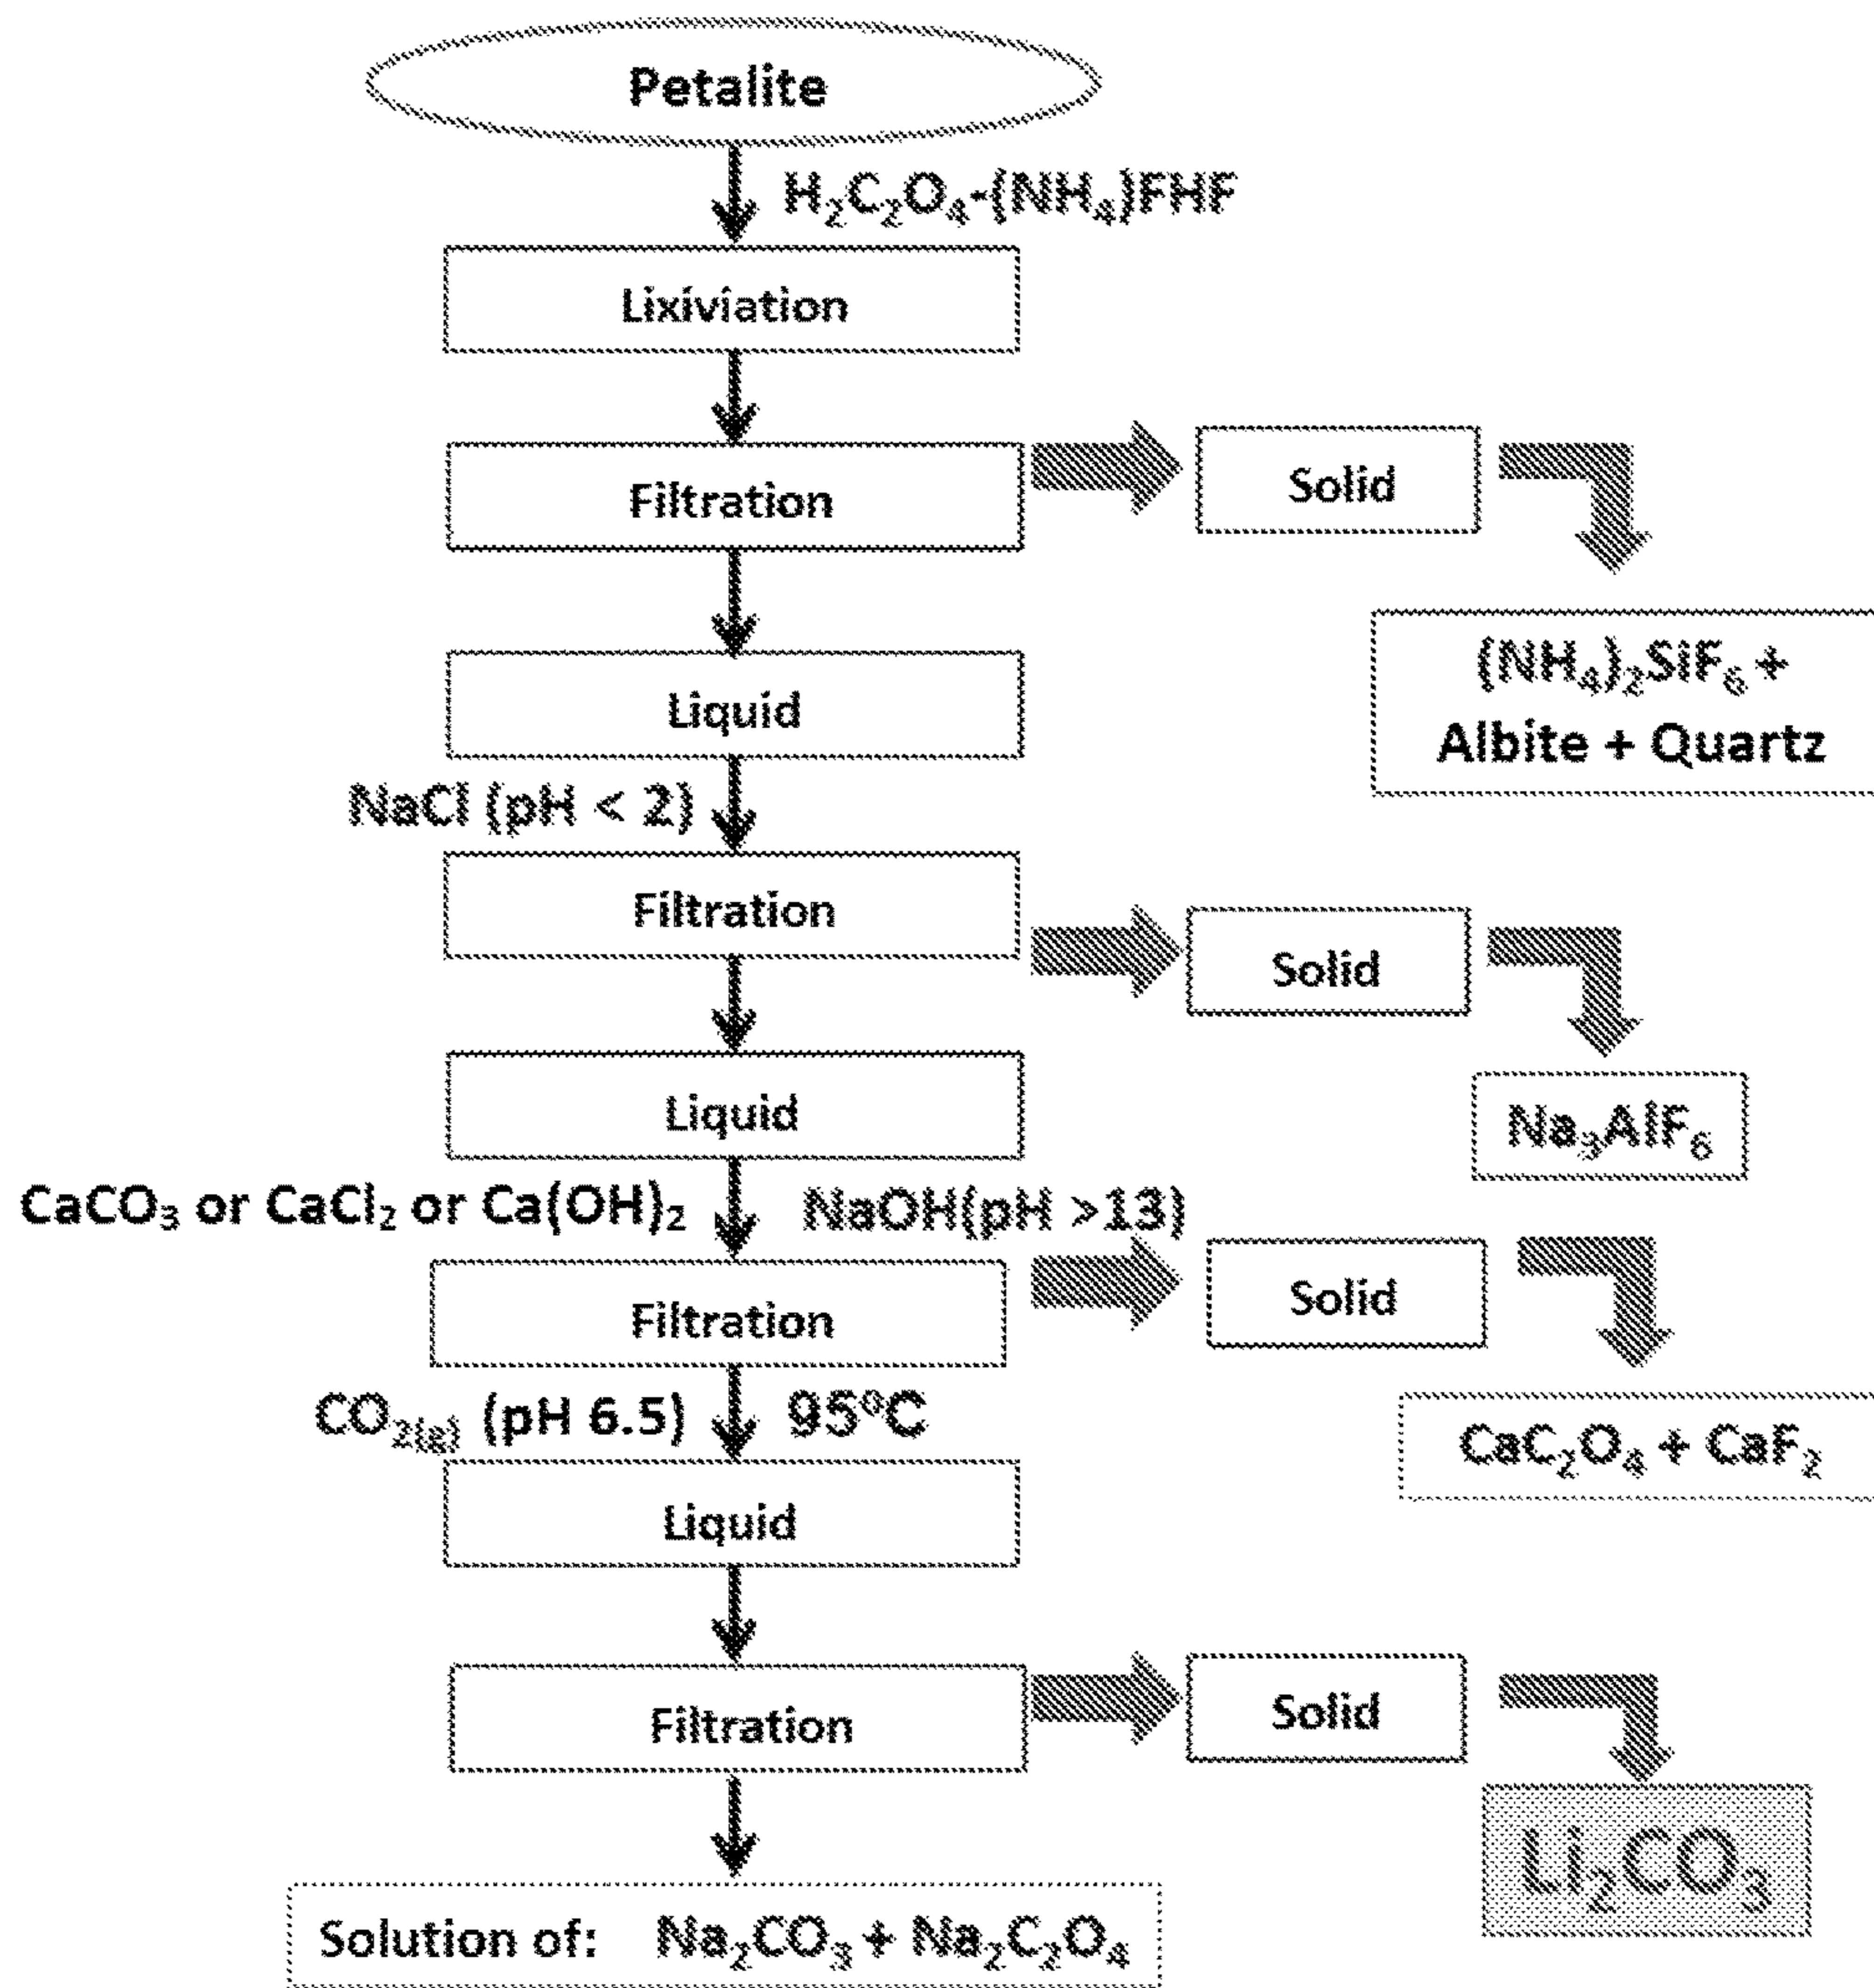 Petalite
H₂C₂O₄-(NH₄)FHF
Lixiviation
Filtration
Solid
(NH₄)₂SiF₆ +
Albite + Quartz
Liquid
NaCl (pH < 2)
Filtration
Solid
Na₃AlF₆
Liquid
CaCO₃ or CaCl₂ or Ca(OH)₂
NaOH(pH >13)
Filtration
Solid
CaC₂O₄ + CaF₂
CO₂(g) (pH 6.5)
95⁰C
Liquid
Filtration
Solid
Li₂CO₃
Solution of: Na₂CO₃ + Na₂C₂O₄